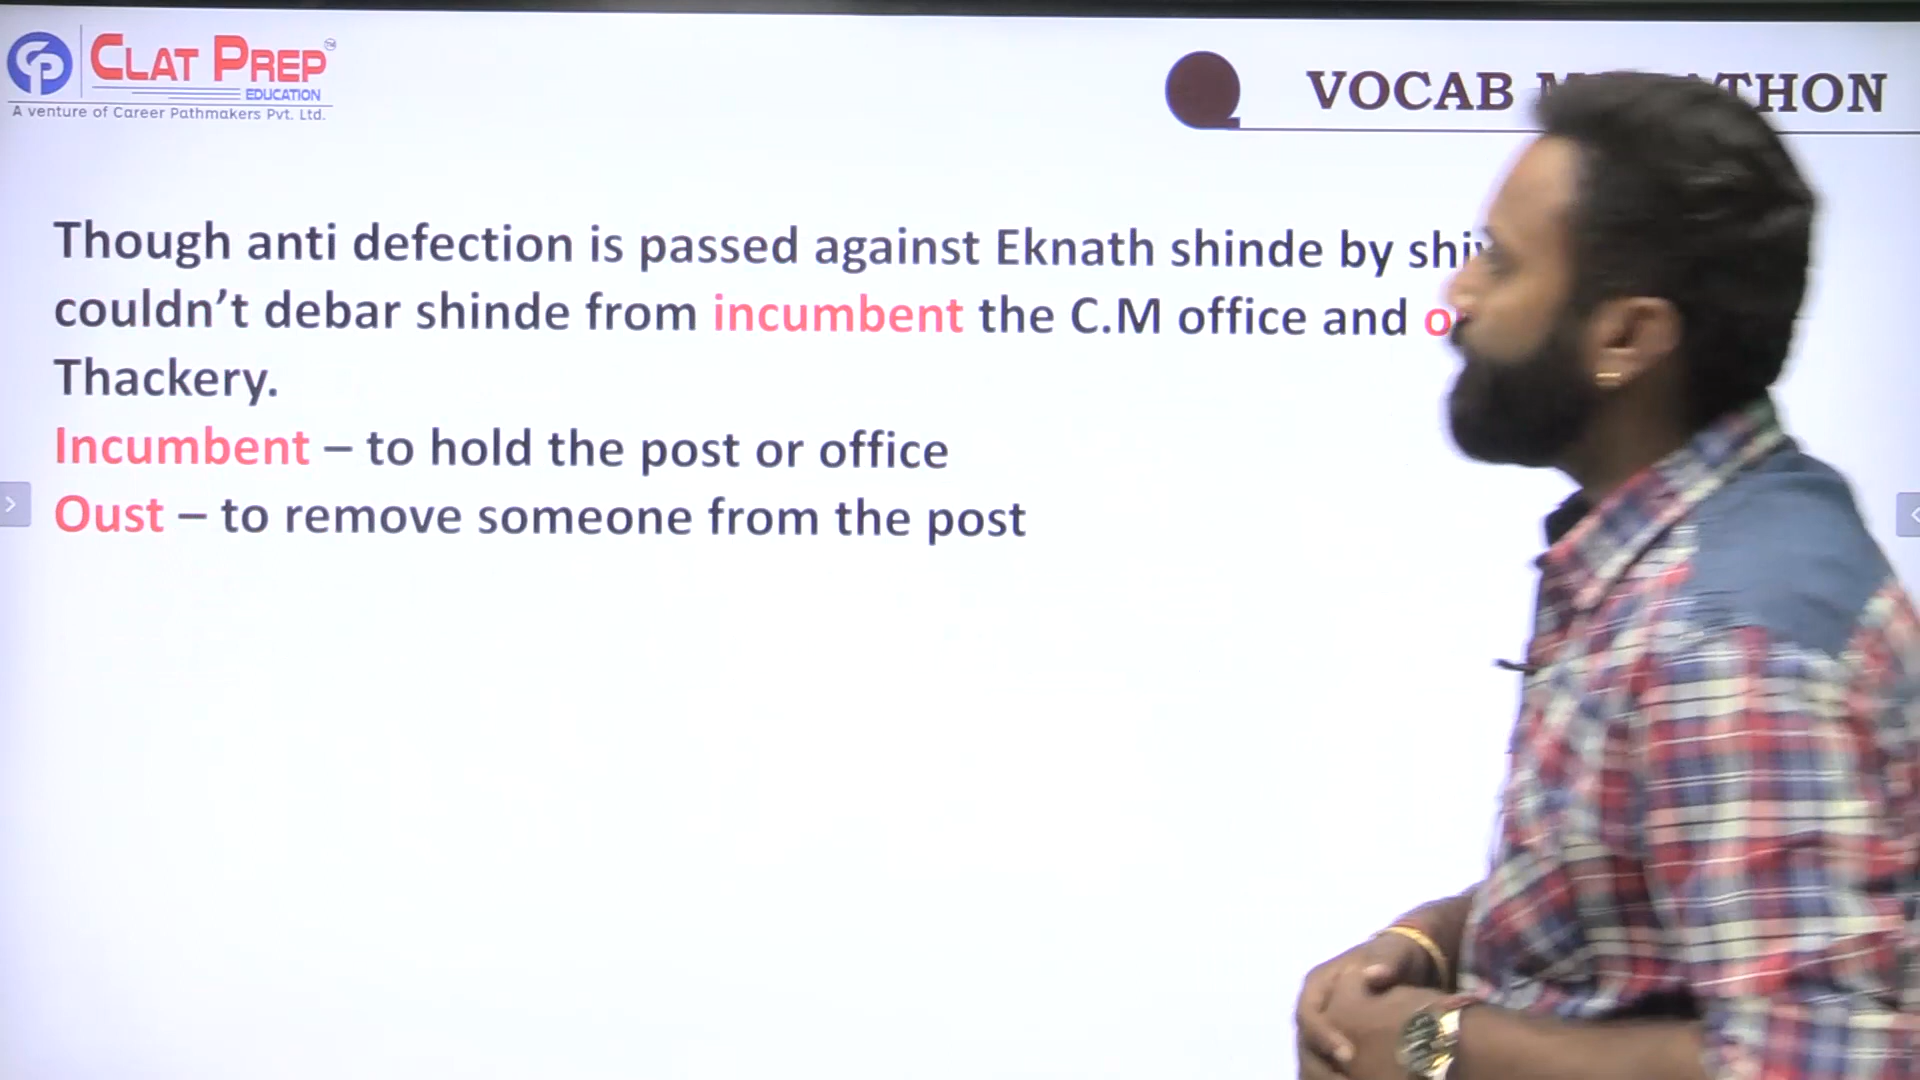 CLAT PREP
EDUCATION
A venture of Career Pathmakers Pvt. Ltd.
VOCAB
Though anti defection is passed against Eknath shinde by
couldn't debar shinde from incumbent the C.M office and
Thackery.
Incumbent – to hold the post or office
Oust – to remove someone from the post